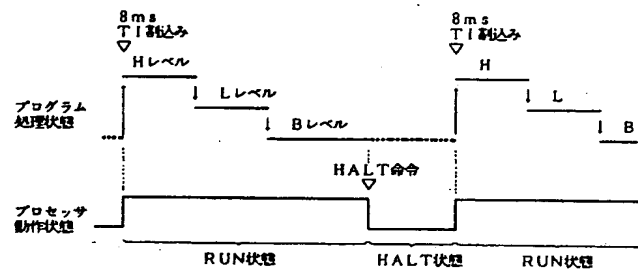 8ms
TI割込み
8ms
TI割込み
Hレベル
H
Lレベル
L
プログラム
処理状態
Bレベル
B
HALT命令
プロセッサ
動作状態
RUN状態
HALT状態
RUN状態